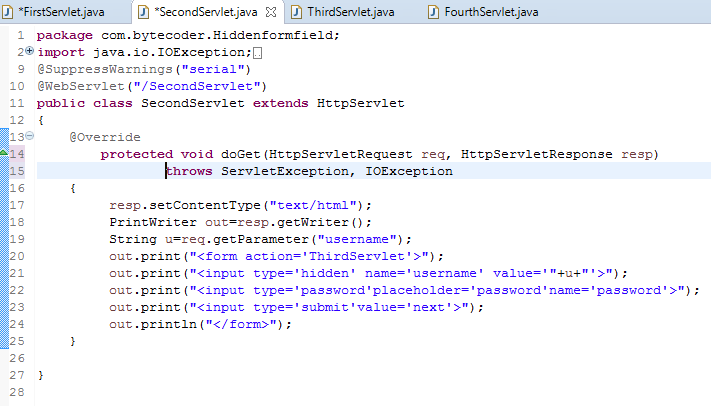 *FirstServlet.java *SecondServlet.java ThirdServlet.java FourthServlet.java
1 package com.bytecoder.Hiddenformfield;
2 import java.io.IOException;
9 @SuppressWarnings("serial")
10 @WebServlet("/SecondServlet")
11 public class SecondServlet extends HttpServlet
12 {
13 @Override
14 protected void doGet(HttpServletRequest req, HttpServletResponse resp)
15 throws ServletException, IOException
16 {
17 resp.setContentType("text/html");
18 PrintWriter out=resp.getWriter();
19 String u=req.getParameter("username");
20 out.print("<form action='ThirdServlet'>");
21 out.print("<input type='hidden' name='username' value='"+u+"'>");
22 out.print("<input type='password'placeholder='password'name='password'>");
23 out.print("<input type='submit'value='next'>");
24 out.println("</form>");
25 }
26
27 }
28